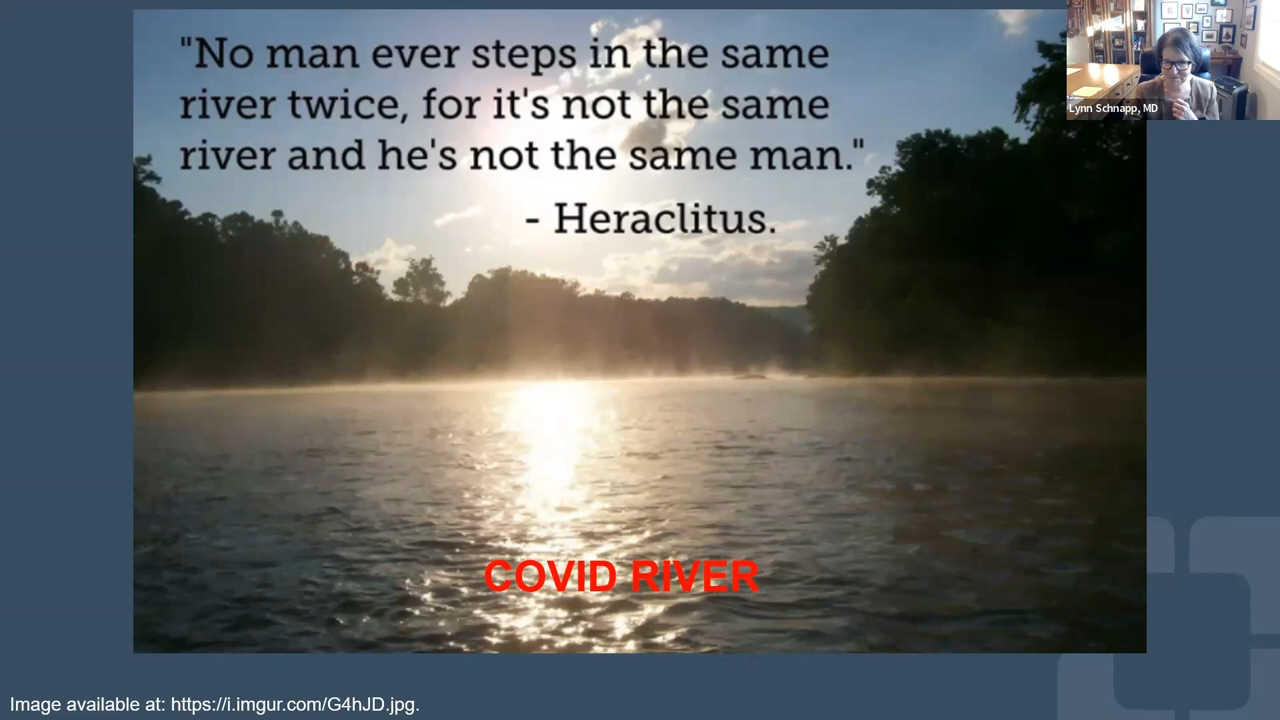 "No man ever steps in the same
river twice, for it's not the same
river and he's not the same man."
- Heraclitus.
Lynn Schnapp, MD
COVID RIVER
Image available at: https://i.imgur.com/G4hJD.jpg.